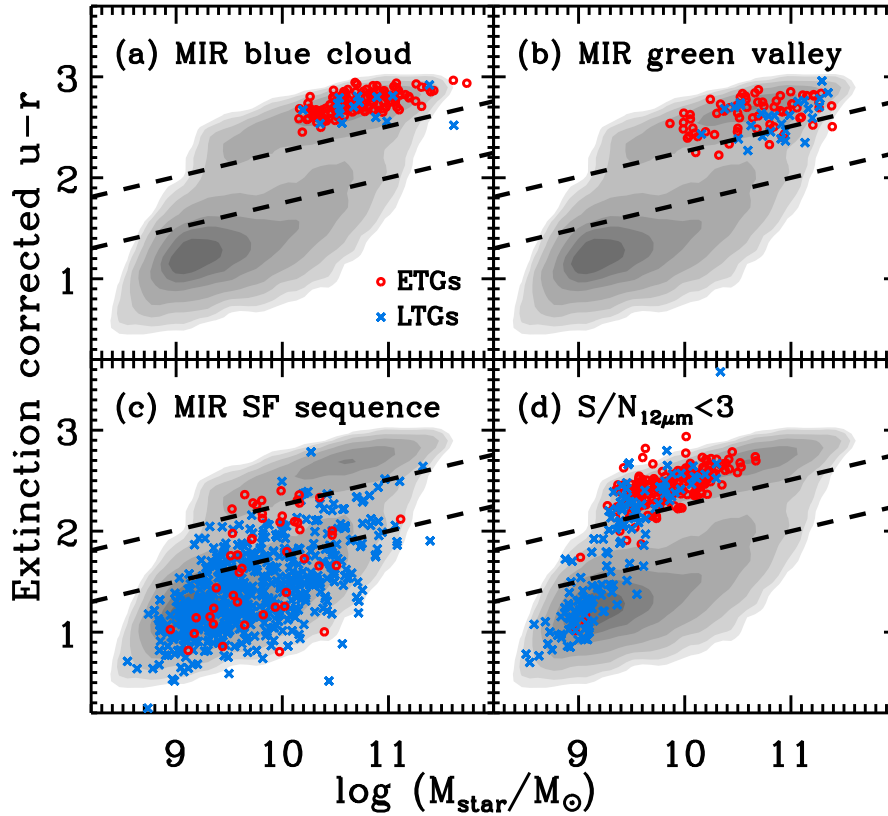 (a) MIR blue cloud
(b) MIR green valley
3
2
1
ETGs
LTGs
(c) MIR SF sequence
(d) S/N12μm<3
3
2
1
Extinction corrected u-r
9 10 11 9 10 11
log (Mstar/M⊙)